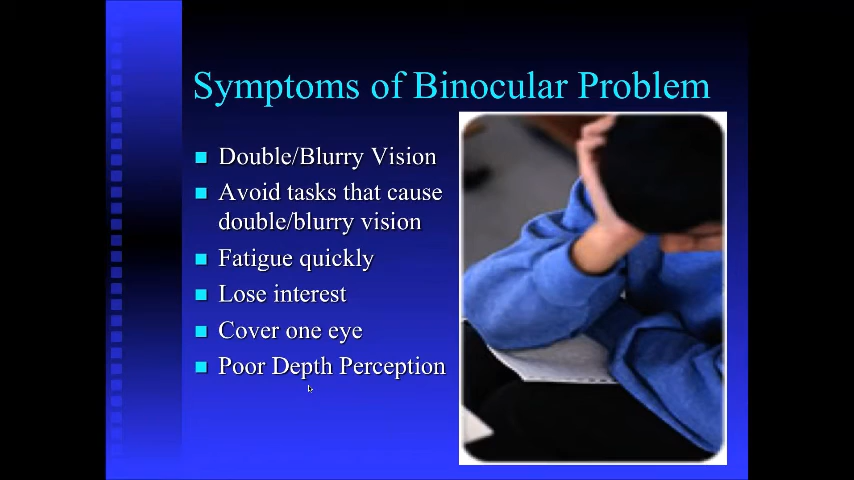 Symptoms of Binocular Problem
Double/Blurry Vision
Avoid tasks that cause
double/blurry vision
Fatigue quickly
Lose interest
Cover one eye
Poor Depth Perception